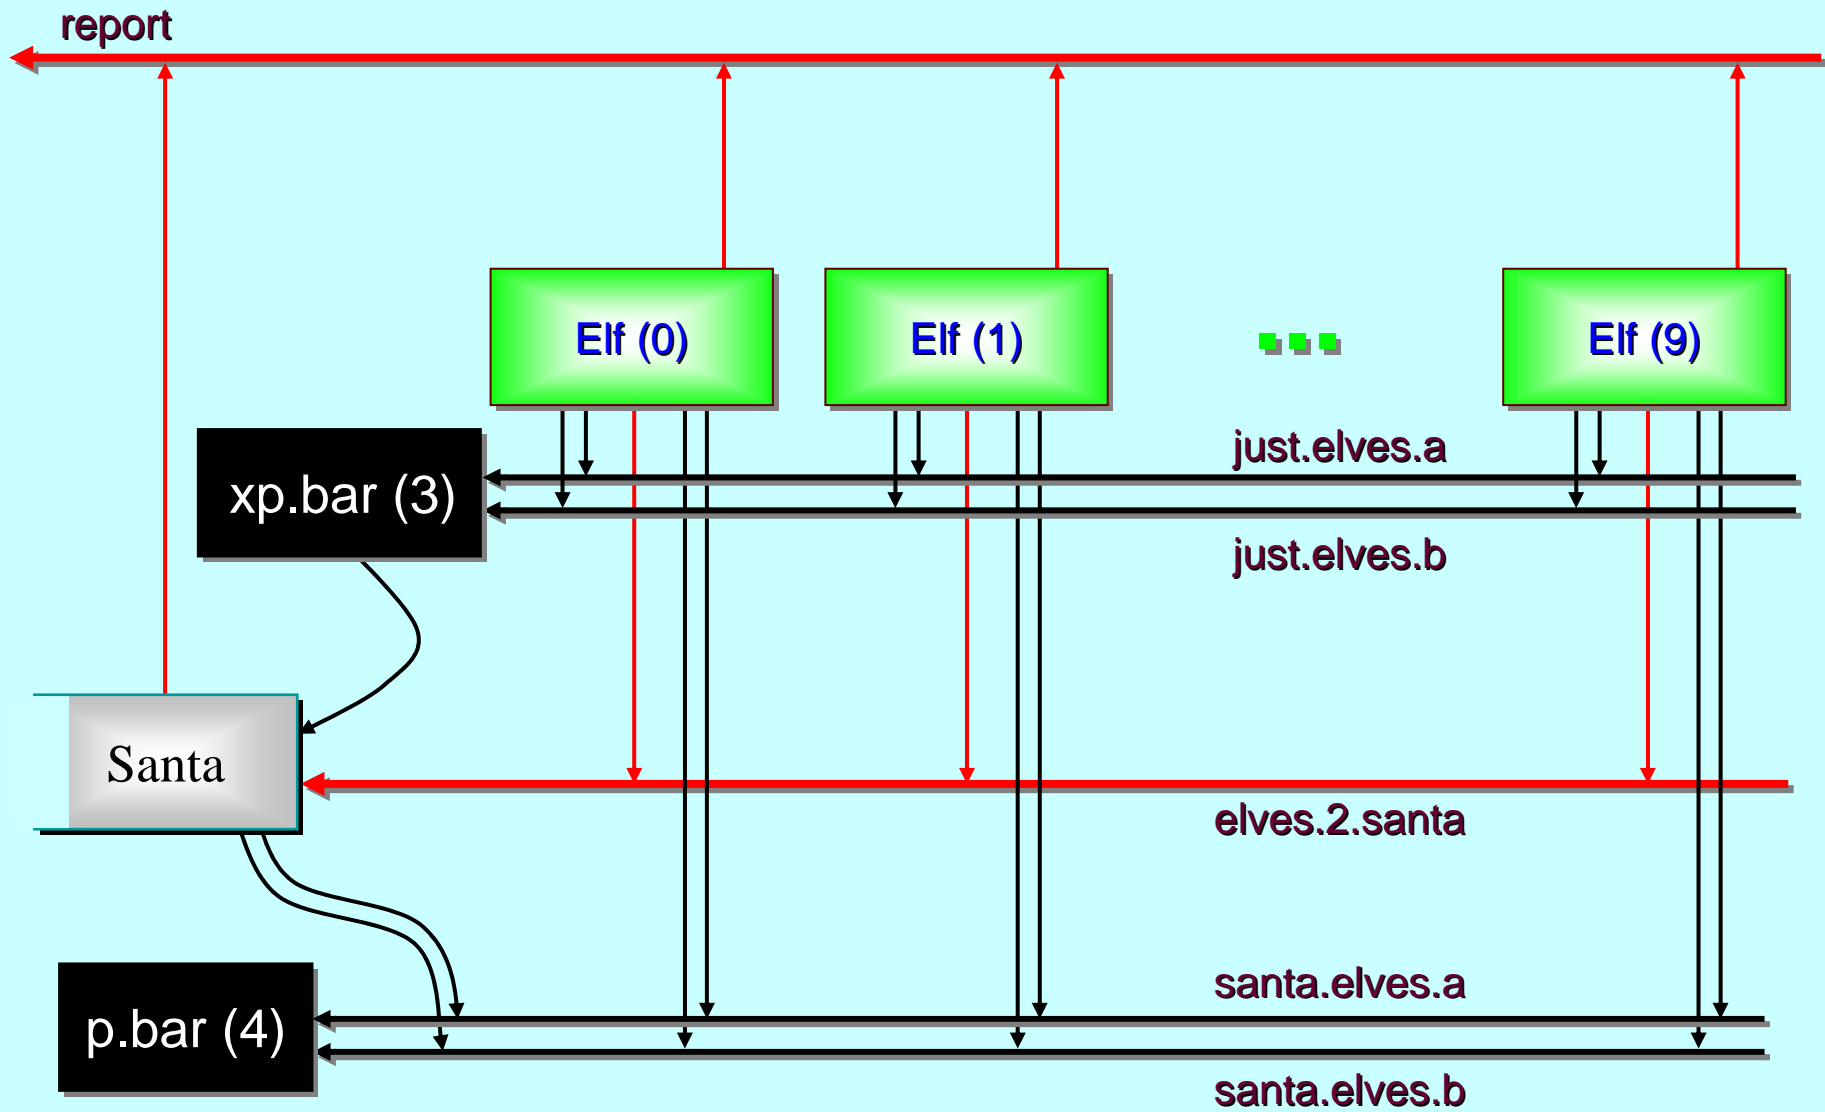 report
Elf (0)
Elf (1)
Elf (9)
just.elves.a
xp.bar (3)
just.elves.b
Santa
elves.2.santa
santa.elves.a
p.bar (4)
santa.elves.b